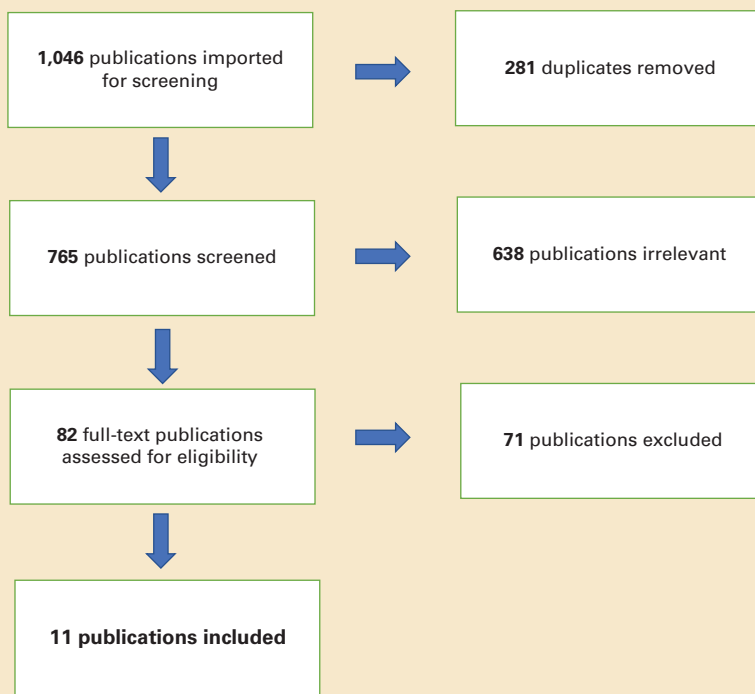 1,046 publications imported
for screening
281 duplicates removed
765 publications screened
638 publications irrelevant
82 full-text publications
assessed for eligibility
71 publications excluded
11 publications included